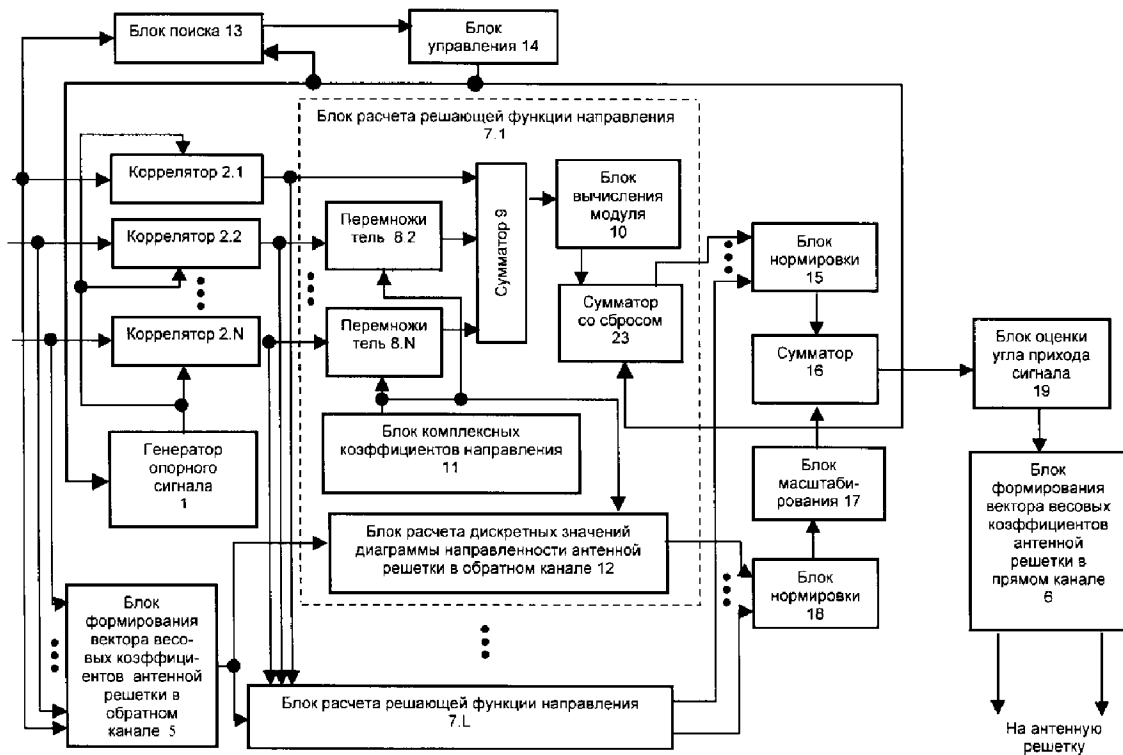 Блок поиска 13
Блок
управления 14
Блок расчета решающей функции направления
7.1
Коррелятор 2.1
Коррелятор 2.2
Коррелятор 2.N
Генератор
опорного
сигнала
1
Перемножи
тель 8.2
Перемножи
тель 8.N
Сумматор 9
Блок
вычисления
модуля
10
Сумматор
со сбросом
23
Блок комплексных
коэффициентов направления
11
Блок расчета дискретных значений
диаграммы направленности антенной
решетки в обратном канале 12
Блок
нормировки
15
Сумматор
16
Блок
масштаби-
рования 17
Блок
нормировки
18
Блок оценки
угла прихода
сигнала
19
Блок
формирования
вектора весовых
коэффициентов
антенной
решетки в
прямом канале
6
Блок
формирования
вектора весо-
вых коэффици-
ентов антенной
решетки в
обратном
канале 5
Блок расчета решающей функции направления
7.L
На антенную
решетку